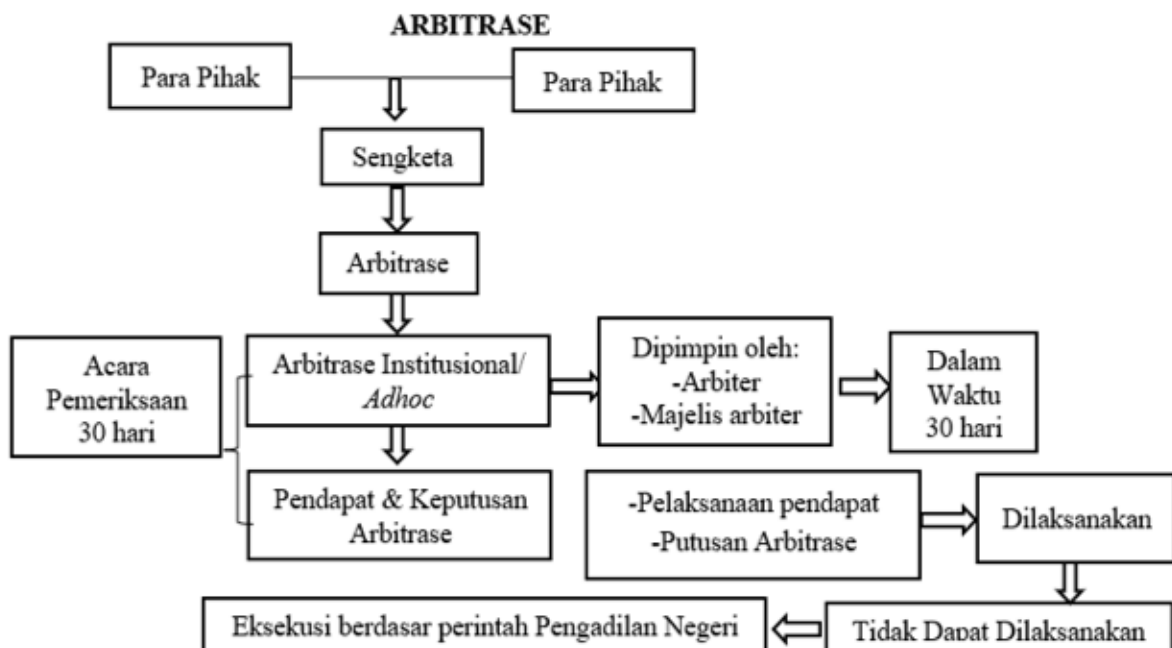 ARBITRASE
Para Pihak
Para Pihak
Sengketa
Arbitrase
Acara
Pemeriksaan
30 hari
Arbitrase Institusional/
Adhoc
Dipimpin oleh:
-Arbiter
-Majelis arbiter
Dalam
Waktu
30 hari
Pendapat & Keputusan
Arbitrase
-Pelaksanaan pendapat
-Putusan Arbitrase
Dilaksanakan
Eksekusi berdasar perintah Pengadilan Negeri
Tidak Dapat Dilaksanakan